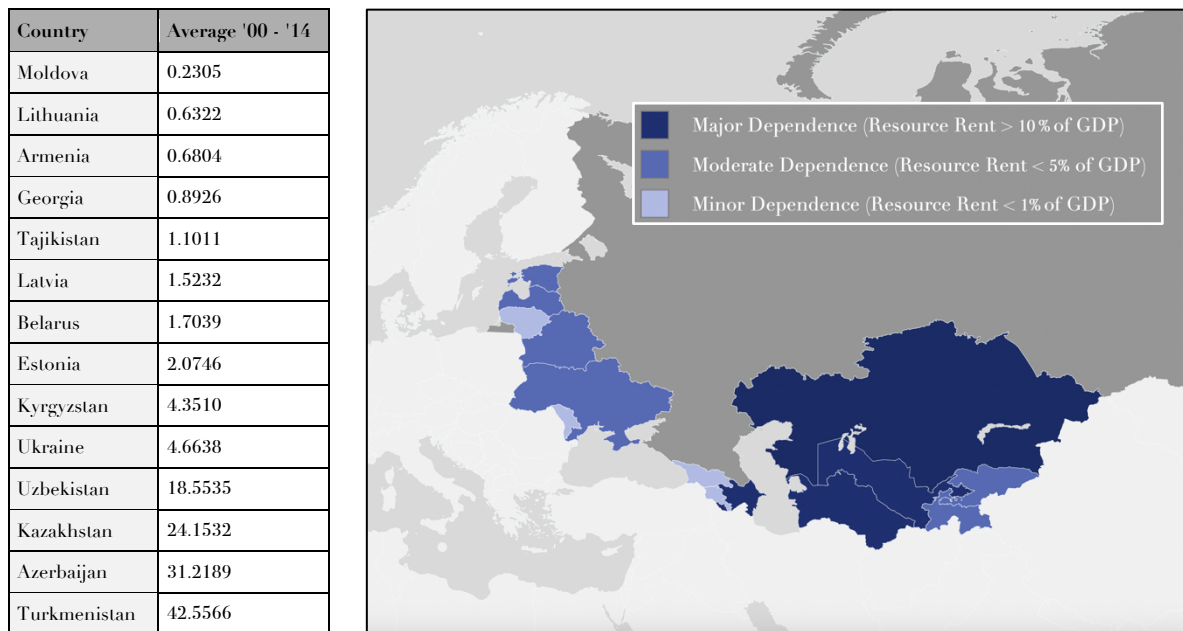 Country Average '00 - '14
Moldova 0.2305
Lithuania 0.6322
Armenia 0.6804
Georgia 0.8926
Tajikistan 1.1011
Latvia 1.5232
Belarus 1.7039
Estonia 2.0746
Kyrgyzstan 4.3510
Ukraine 4.6638
Uzbekistan 18.5535
Kazakhstan 24.1532
Azerbaijan 31.2189
Turkmenistan 42.5566
Major Dependence (Resource Rent > 10% of GDP)
Moderate Dependence (Resource Rent < 5% of GDP)
Minor Dependence (Resource Rent < 1% of GDP)